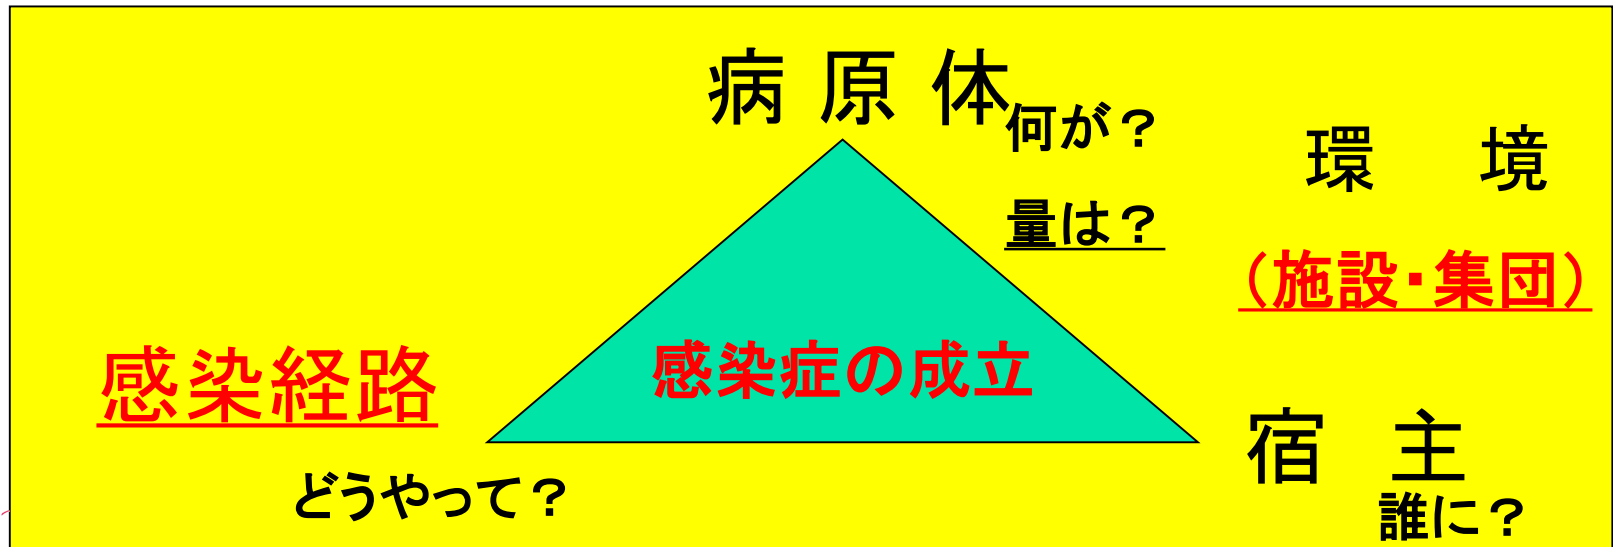 病原体
何が？
環境
量は？
（施設・集団）
感染経路
感染症の成立
宿主
どうやって？
誰に？